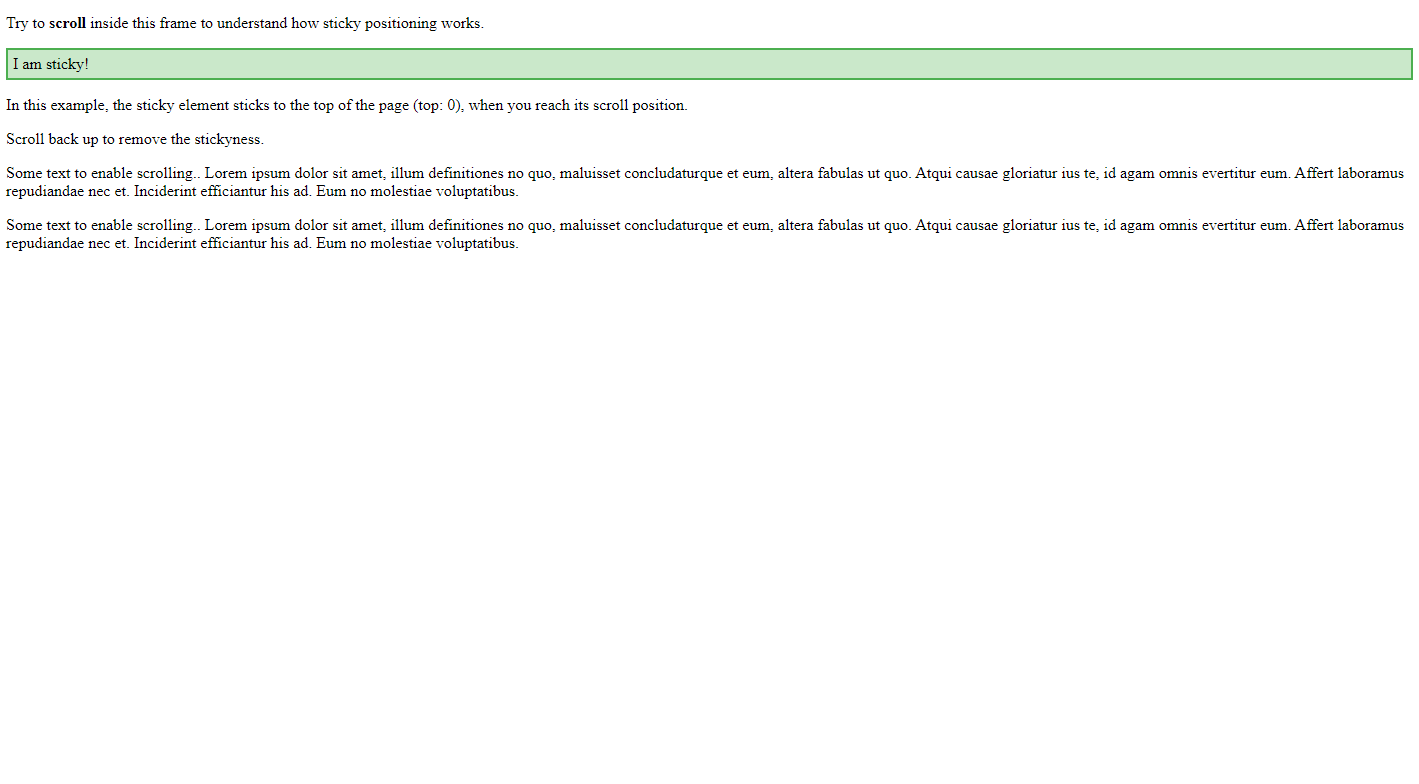 Try to scroll inside this frame to understand how sticky positioning works.
I am sticky!
In this example, the sticky element sticks to the top of the page (top: 0), when you reach its scroll position.
Scroll back up to remove the stickyness.
Some text to enable scrolling.. Lorem ipsum dolor sit amet, illum definitiones no quo, maluisset concludaturque et eum, altera fabulas ut quo. Atqui causae gloriatur ius te, id agam omnis evertitur eum. Affert laboramus
repudiandae nec et. Inciderint efficiantur his ad. Eum no molestiae voluptatibus.
Some text to enable scrolling.. Lorem ipsum dolor sit amet, illum definitiones no quo, maluisset concludaturque et eum, altera fabulas ut quo. Atqui causae gloriatur ius te, id agam omnis evertitur eum. Affert laboramus
repudiandae nec et. Inciderint efficiantur his ad. Eum no molestiae voluptatibus.